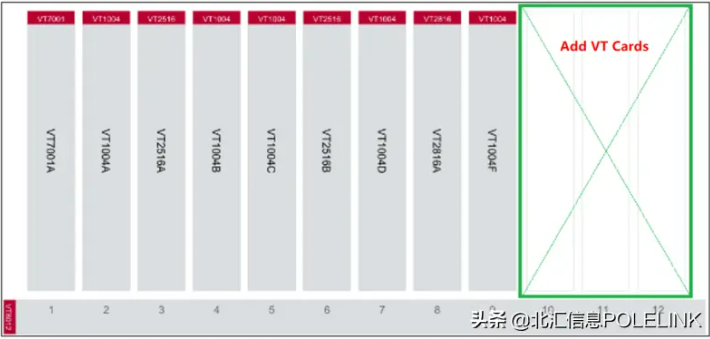 VT7001 VT1004 VT2516 VT1004 VT1004 VT2516 VT1004 VT2816 VT1004
Add VT Cards
VT7001A VT1004A VT2516A VT1004B VT1004C VT2516B VT1004D VT2816A VT1004F
1 2 3 4 5 6 7 8 9 10 11 12
头条 @北汇信息POLELINK